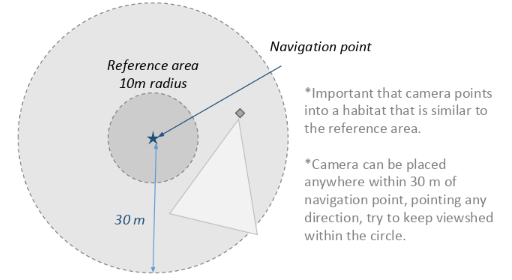 Navigation point
Reference area
10m radius
30 m
*Important that camera points
into a habitat that is similar to
the reference area.
*Camera can be placed
anywhere within 30 m of
navigation point, pointing any
direction, try to keep viewshed
within the circle.